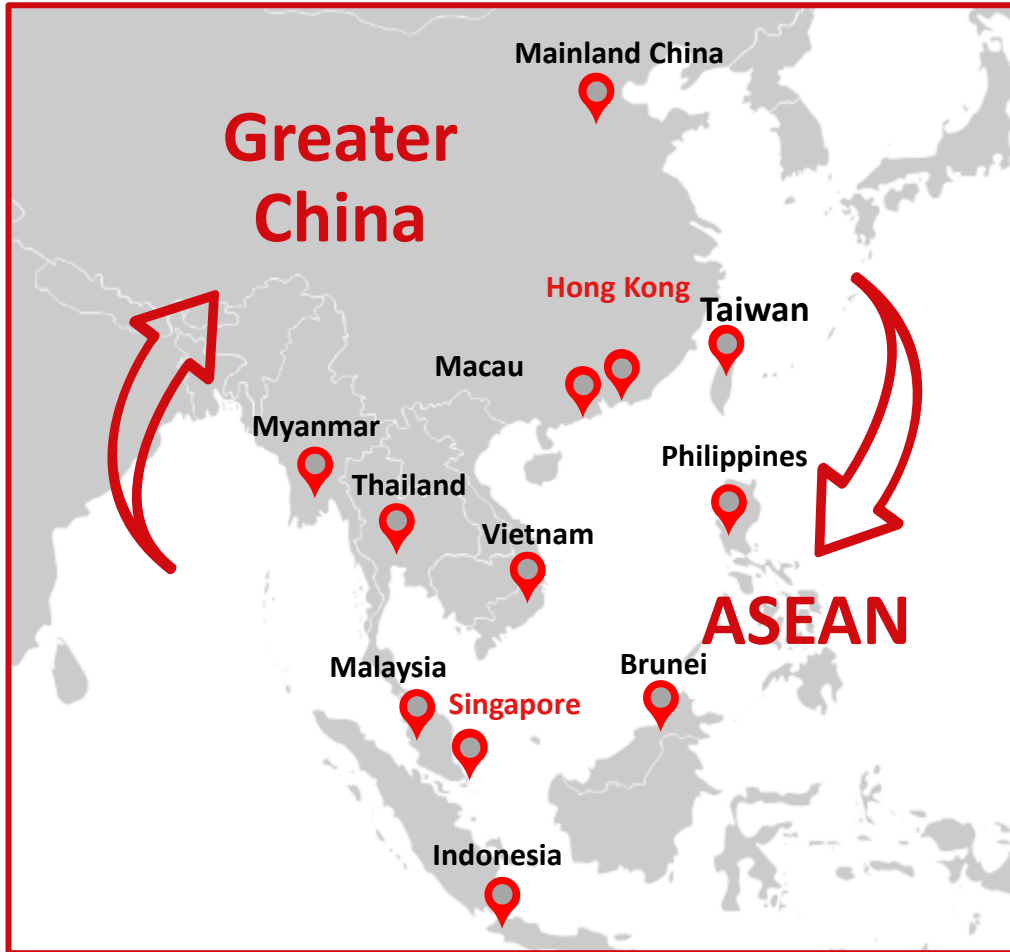 Mainland China
Greater
China
Hong Kong
Taiwan
Macau
Myanmar
Philippines
Thailand
Vietnam
ASEAN
Brunei
Malaysia
Singapore
Indonesia